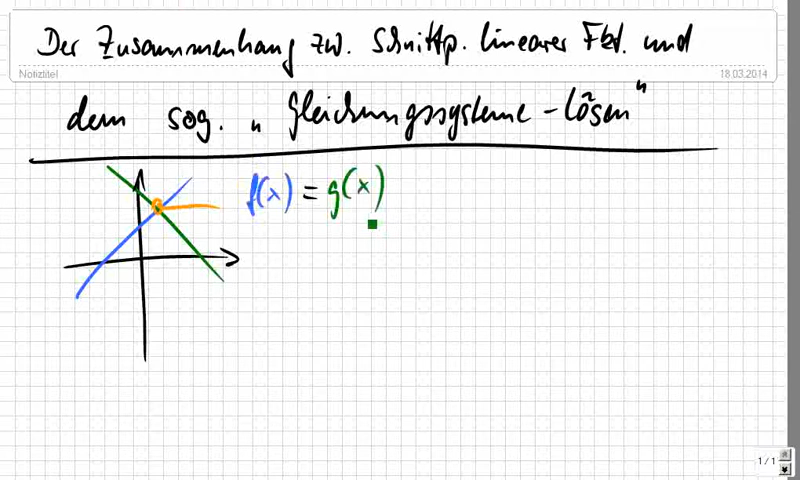 Der Zusammenhang zw. Schnittp. linearer Fkt. und
Notiztitel
18.03.2014
dem sog. „Gleichungssysteme-lösen"
f(x) = g(x)
1/1